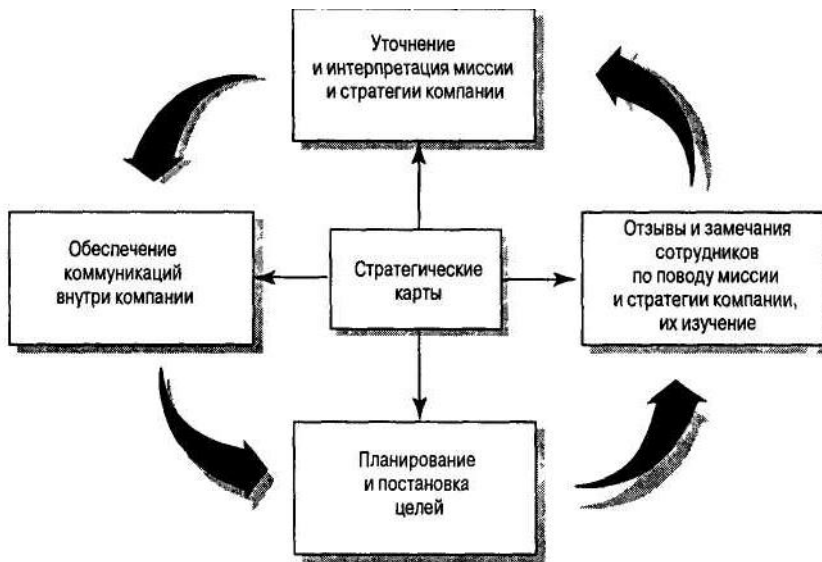 Уточнение
и интерпретация миссии
и стратегии компании
Обеспечение
коммуникаций
внутри компании
Стратегические
карты
Отзывы и замечания
сотрудников
по поводу миссии
и стратегии компании,
их изучение
Планирование
и постановка
целей